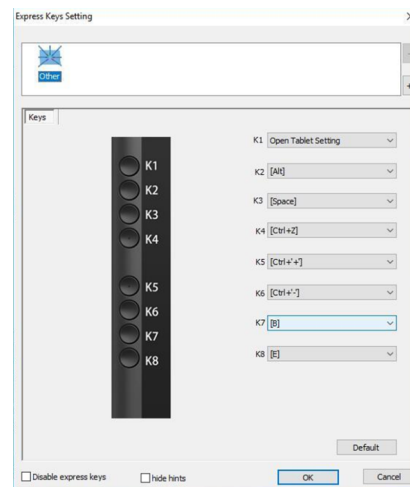 Express Keys Setting
Other
Keys
K1
K2
K3
K4
K5
K6
K7
K8
K1 Open Tablet Setting
K2 [Alt]
K3 [Space]
K4 [Ctrl+Z]
K5 [Ctrl+'+']
K6 [Ctrl+'-']
K7 [B]
K8 [E]
Default
Disable express keys
hide hints
OK
Cancel